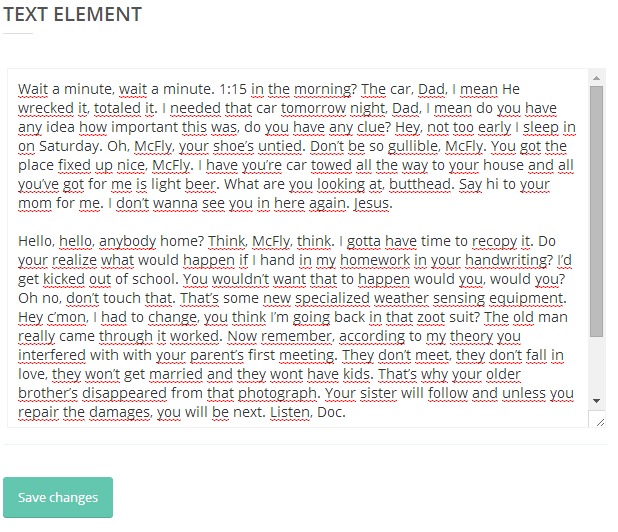 TEXT ELEMENT
Wait a minute, wait a minute. 1:15 in the morning? The car, Dad, I mean He
wrecked it, totaled it. I needed that car tomorrow night, Dad, I mean do you have
any idea how important this was, do you have any clue? Hey, not too early I sleep in
on Saturday. Oh, McFly, your shoe's untied. Don't be so gullible, McFly. You got the
place fixed up nice, McFly. I have you're car towed all the way to your house and all
you've got for me is light beer. What are you looking at, butthead. Say hi to your
mom for me. I don't wanna see you in here again. Jesus.
Hello, hello, anybody home? Think, McFly, think. I gotta have time to recopy it. Do
your realize what would happen if I hand in my homework in your handwriting? I'd
get kicked out of school. You wouldn't want that to happen would you, would you?
Oh no, don't touch that. That's some new specialized weather sensing equipment.
Hey c'mon, I had to change, you think I'm going back in that zoot suit? The old man
really came through it worked. Now remember, according to my theory you
interfered with with your parent's first meeting. They don't meet, they don't fall in
love, they won't get married and they wont have kids. That's why your older
brother's disappeared from that photograph. Your sister will follow and unless you
repair the damages, you will be next. Listen, Doc.
Save changes